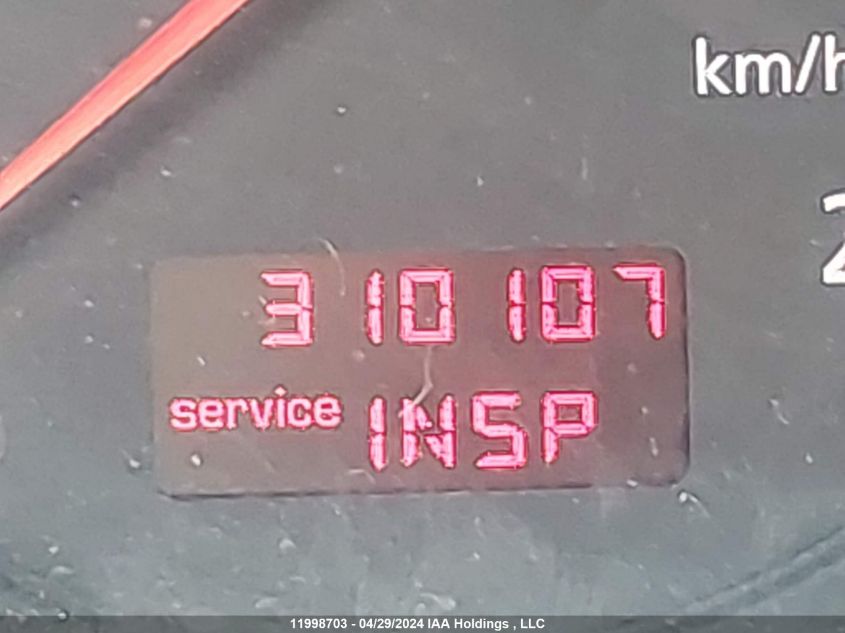 km/h
310107
service INSP
11998703 - 04/29/2024 IAA Holdings , LLC